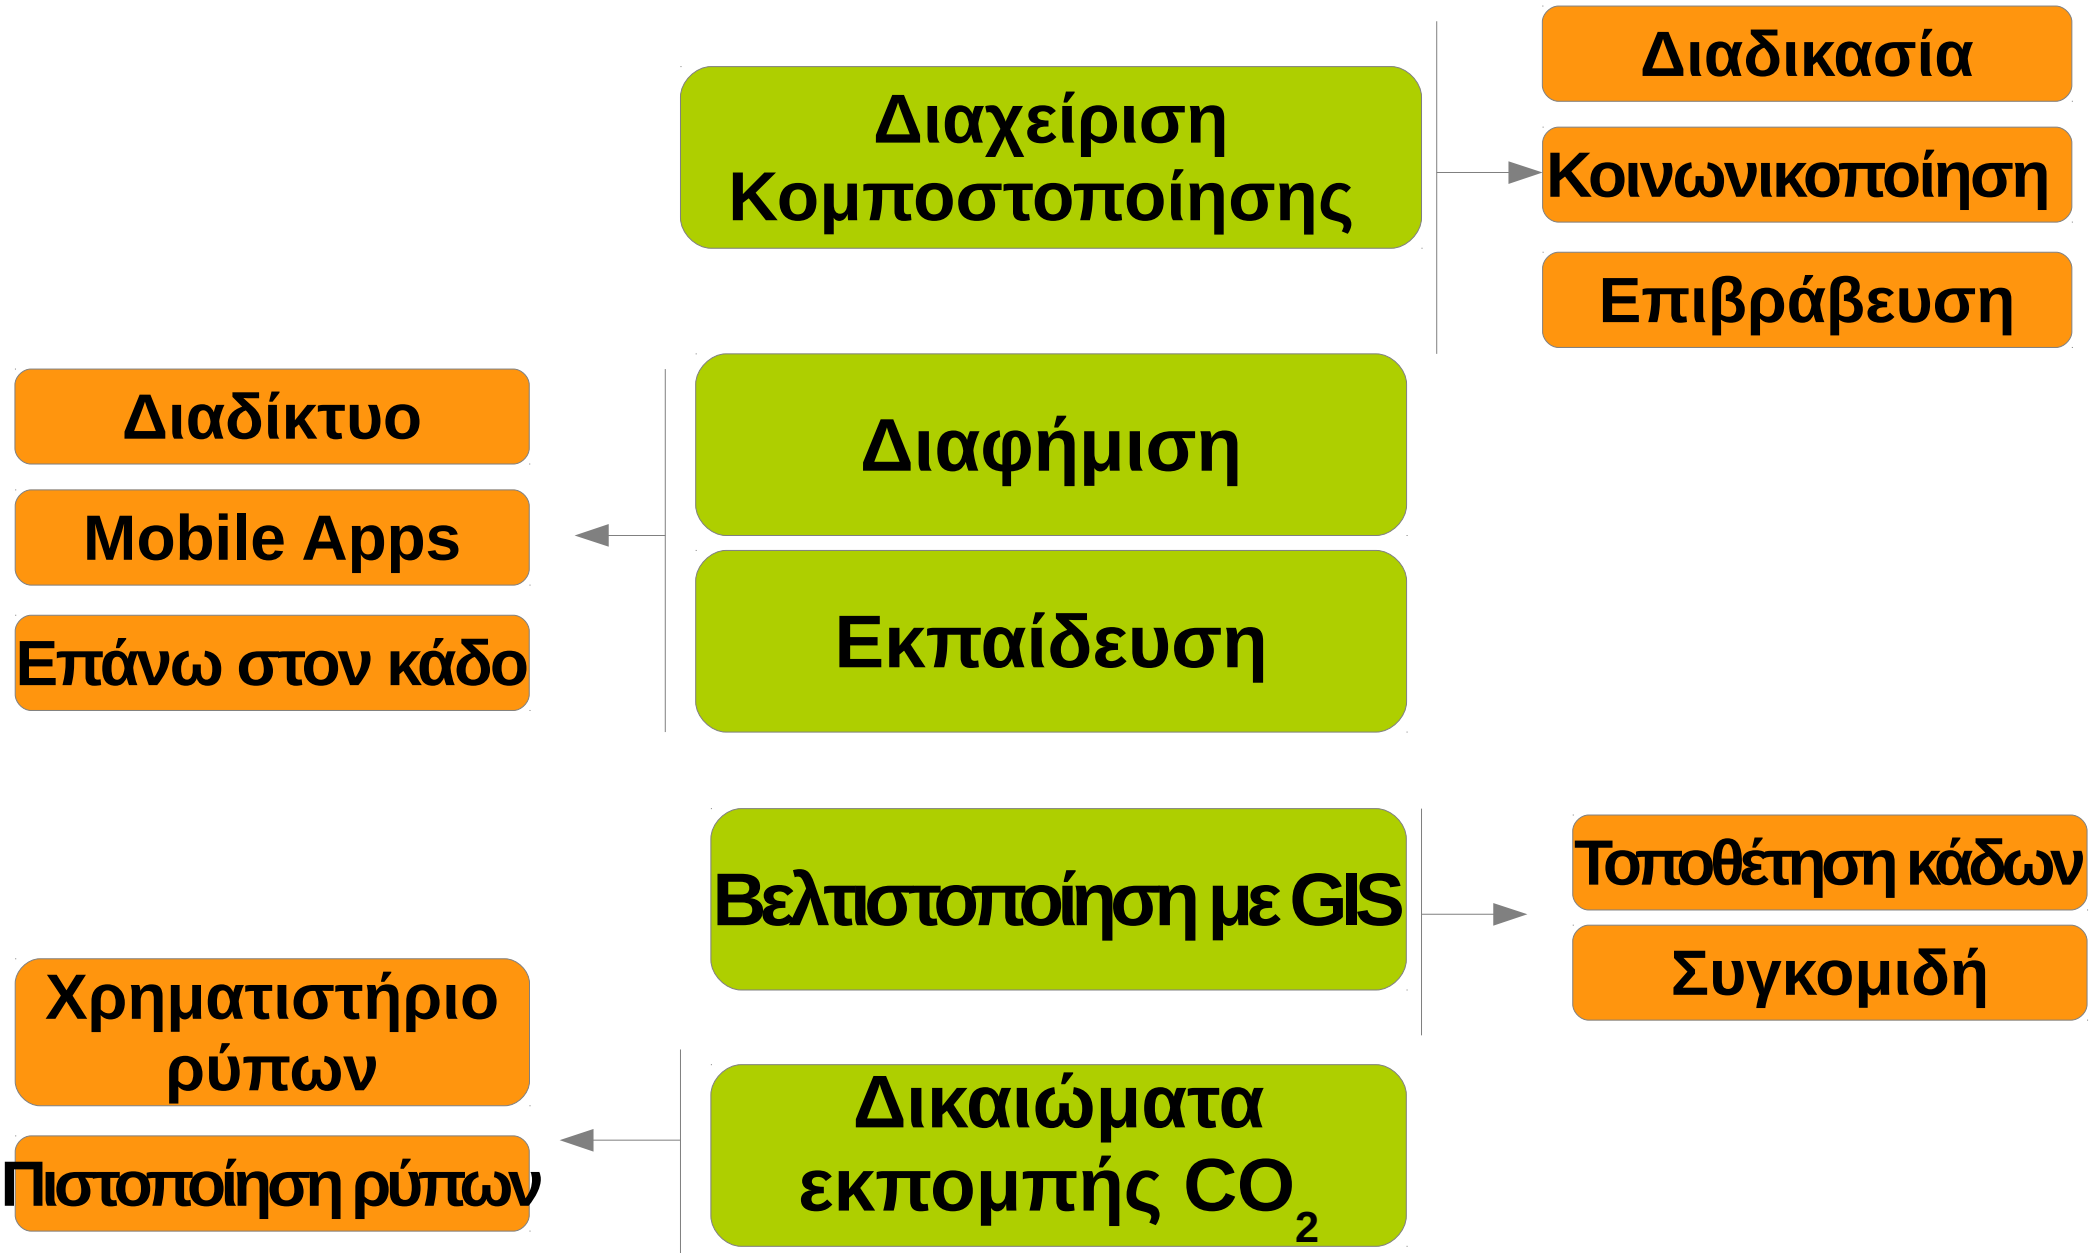 Διαχείριση
Κομποστοποίησης
Διαδικασία
Κοινωνικοποίηση
Επιβράβευση
Διαφήμιση
Εκπαίδευση
Διαδίκτυο
Mobile Apps
Επάνω στον κάδο
Βελτιστοποίηση με GIS
Τοποθέτηση κάδων
Συγκομιδή
Δικαιώματα
εκπομπής CO₂
Χρηματιστήριο
ρύπων
Πιστοποίηση ρύπων